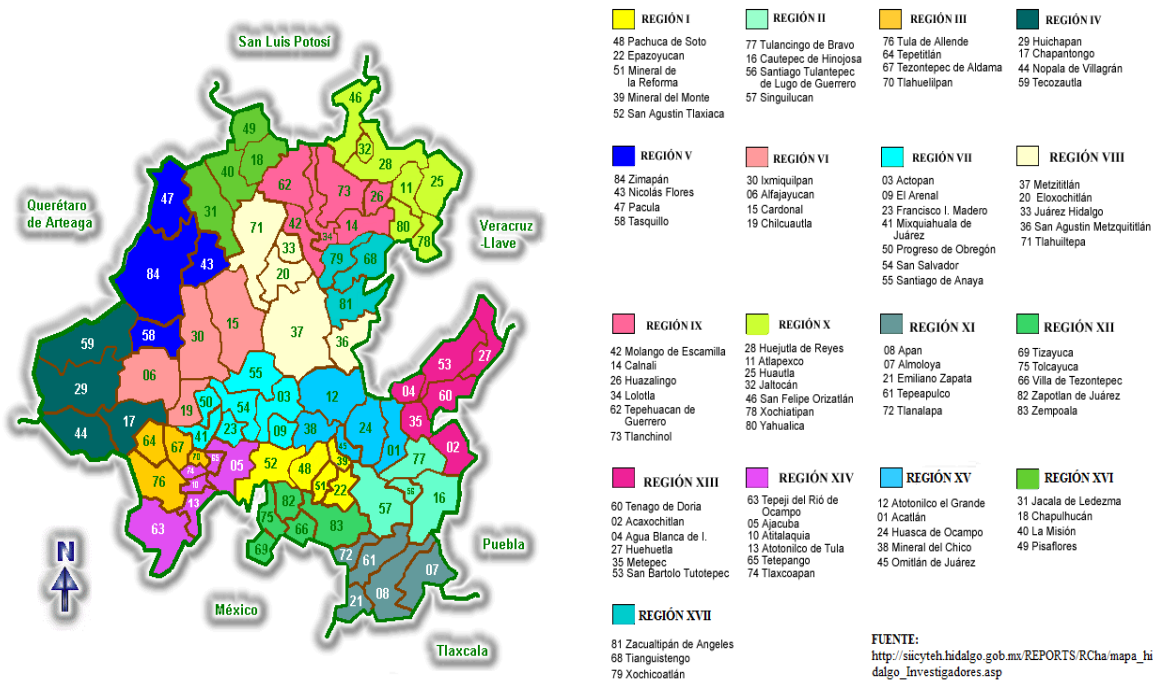 San Luis Potosí
Querétaro
de Arteaga
Veracruz
-Llave
Puebla
México
Tlaxcala
N
46
49
32
28
18
40
62
73
26
11
25
47
31
71
42
14
80
34
78
33
79
68
84
43
20
81
30
15
37
36
58
59
53
27
06
55
04
60
29
12
50
03
19
54
24
35
17
41
23
09
38
01
02
44
64
67
45
77
70
65
05
52
48
39
74
76
10
51
22
56
16
13
82
57
63
75
66
83
69
72
61
07
21
08
REGIÓN I
48 Pachuca de Soto
22 Epazoyucan
51 Mineral de
la Reforma
39 Mineral del Monte
52 San Agustin Tlaxiaca
REGIÓN II
77 Tulancingo de Bravo
16 Cautepec de Hinojosa
56 Santiago Tulantepec
de Lugo de Guerrero
57 Singuilucan
REGIÓN III
76 Tula de Allende
64 Tepetitlán
67 Tezontepec de Aldama
70 Tlahuelilpan
REGIÓN IV
29 Huichapan
17 Chapantongo
44 Nopala de Villagrán
59 Tecozautla
REGIÓN V
84 Zimapán
43 Nicolás Flores
47 Pacula
58 Tasquillo
REGIÓN VI
30 Ixmiquilpan
06 Alfajayucan
15 Cardonal
19 Chilcuautla
REGIÓN VII
03 Actopan
09 El Arenal
23 Francisco I. Madero
41 Mixquiahuala de
Juárez
50 Progreso de Obregón
54 San Salvador
55 Santiago de Anaya
REGIÓN VIII
37 Metzititlán
20 Eloxochitlán
33 Juárez Hidalgo
36 San Agustin Metzquititlán
71 Tlahuiltepa
REGIÓN IX
42 Molango de Escamilla
14 Calnali
26 Huazalingo
34 Lolotla
62 Tepehuacan de
Guerrero
73 Tlanchinol
REGIÓN X
28 Huejutla de Reyes
11 Atlapexco
25 Huautla
32 Jaltocán
46 San Felipe Orizatlán
78 Xochiatipan
80 Yahualica
REGIÓN XI
08 Apan
07 Almoloya
21 Emiliano Zapata
61 Tepeapulco
72 Tlanalapa
REGIÓN XII
69 Tizayuca
75 Tolcayuca
66 Villa de Tezontepec
82 Zapotlan de Juárez
83 Zempoala
REGIÓN XIII
60 Tenago de Doria
02 Acaxochitlan
04 Agua Blanca de I.
27 Huehuetla
35 Metepec
53 San Bartolo Tutotepec
REGIÓN XIV
63 Tepeji del Rió de
Ocampo
05 Ajacuba
10 Atitalaquia
13 Atotonilco de Tula
65 Tetepango
74 Tlaxcoapan
REGIÓN XV
12 Atotonilco el Grande
01 Acatlán
24 Huasca de Ocampo
38 Mineral del Chico
45 Omitlán de Juárez
REGIÓN XVI
31 Jacala de Ledezma
18 Chapulhucán
40 La Misión
49 Pisaflores
REGIÓN XVII
81 Zacualtipán de Angeles
68 Tianguistengo
79 Xochicoatlán
FUENTE:
http://siicyteh.hidalgo.gob.mx/REPORTS/RCha/mapa_hi
dalgo_Investigadores.asp